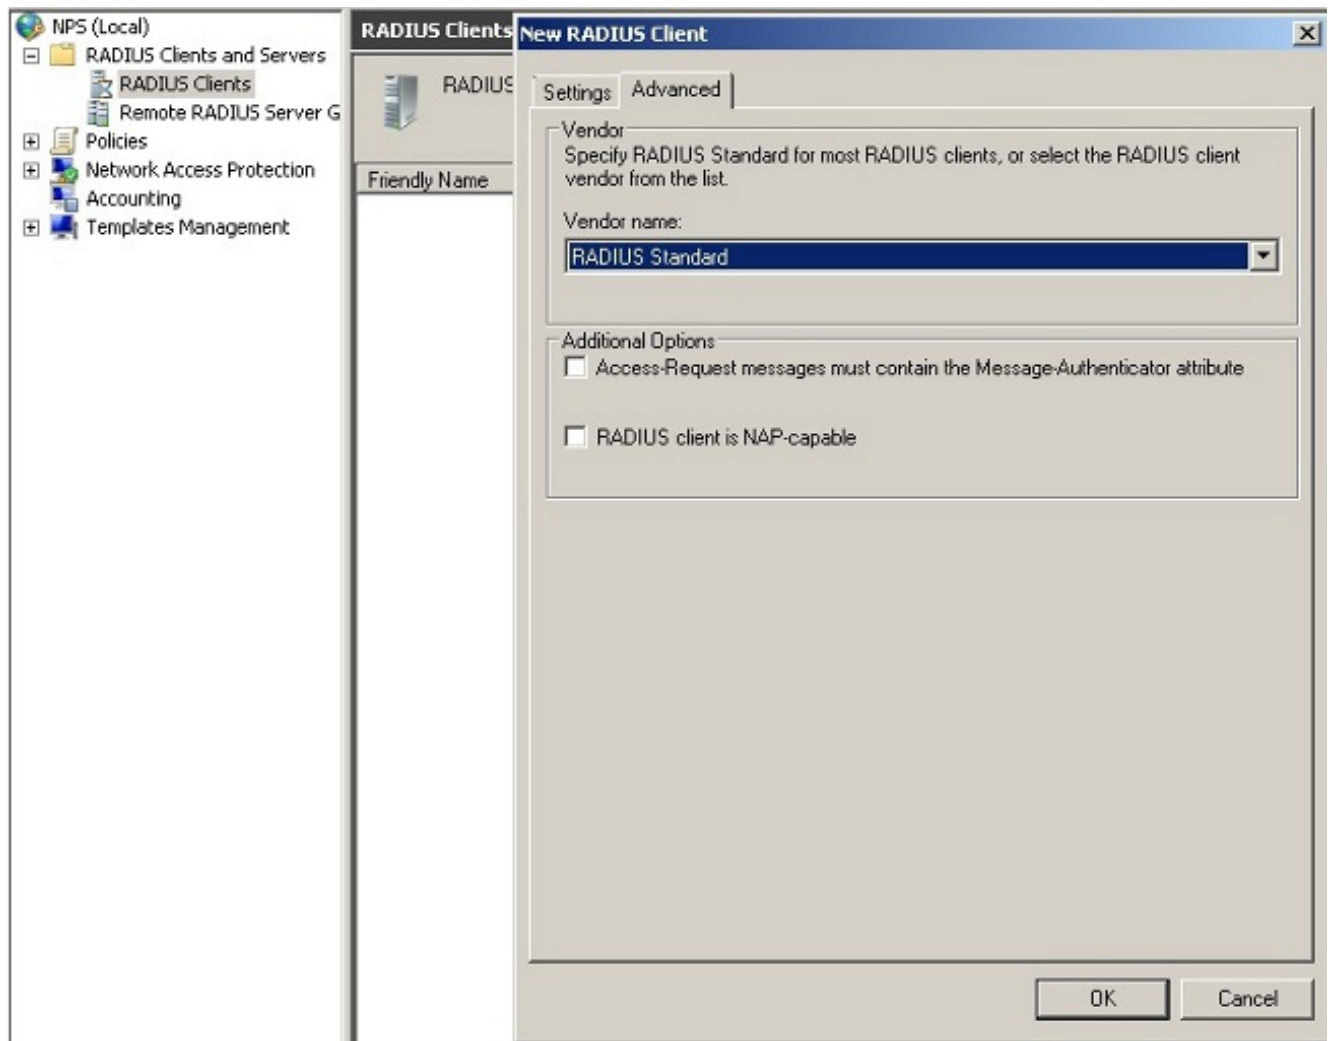 NPS (Local)
RADIUS Clients and Servers
RADIUS Clients
Remote RADIUS Server G
Policies
Network Access Protection
Accounting
Templates Management
RADIUS Clients
RADIUS
Friendly Name
New RADIUS Client
Settings
Advanced
Vendor
Specify RADIUS Standard for most RADIUS clients, or select the RADIUS client
vendor from the list.
Vendor name:
RADIUS Standard
Additional Options
Access-Request messages must contain the Message-Authenticator attribute
RADIUS client is NAP-capable
OK
Cancel